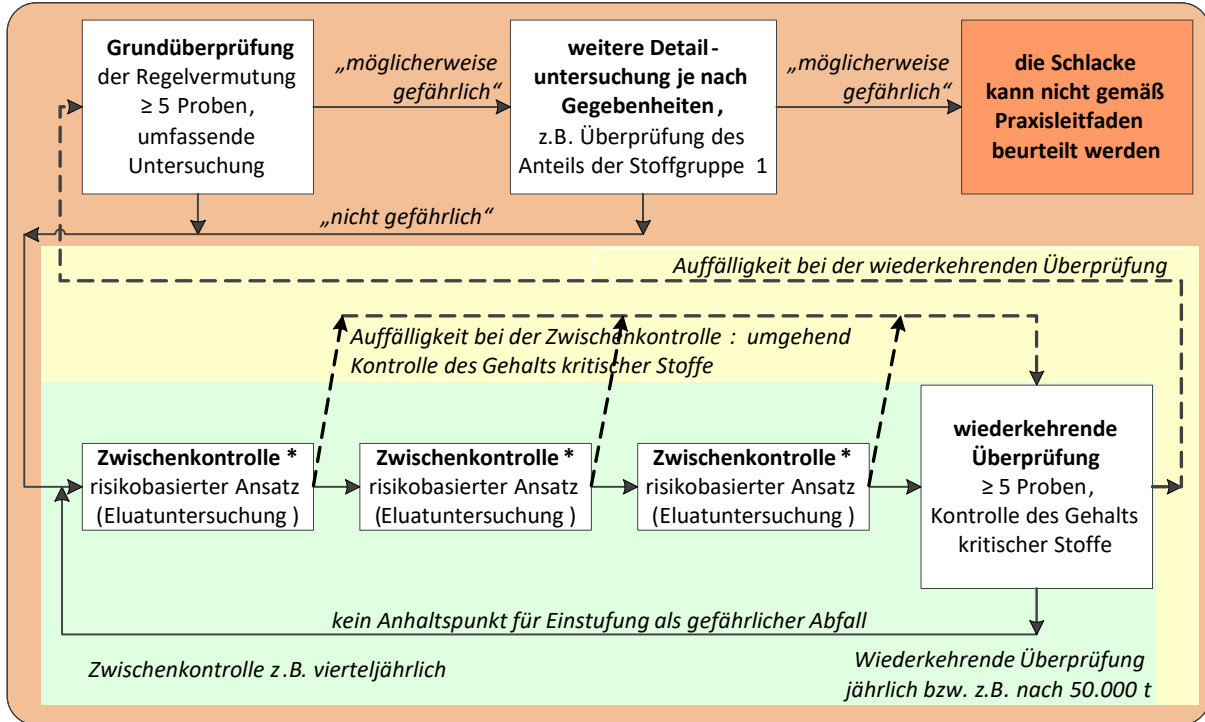 Grundüberprüfung
der Regelvermutung
≥ 5 Proben,
umfassende
Untersuchung
„möglicherweise
gefährlich“
weitere Detail-
untersuchung je nach
Gegebenheiten,
z.B. Überprüfung des
Anteils der Stoffgruppe 1
„möglicherweise
gefährlich“
die Schlacke
kann nicht gemäß
Praxisleitfaden
beurteilt werden
„nicht gefährlich“
Auffälligkeit bei der wiederkehrenden Überprüfung
Auffälligkeit bei der Zwischenkontrolle : umgehend
Kontrolle des Gehalts kritischer Stoffe
Zwischenkontrolle *
risikobasierter Ansatz
(Eluatuntersuchung )
Zwischenkontrolle *
risikobasierter Ansatz
(Eluatuntersuchung )
Zwischenkontrolle *
risikobasierter Ansatz
(Eluatuntersuchung )
wiederkehrende
Überprüfung
≥ 5 Proben,
Kontrolle des Gehalts
kritischer Stoffe
kein Anhaltspunkt für Einstufung als gefährlicher Abfall
Zwischenkontrolle z.B. vierteljährlich
Wiederkehrende Überprüfung
jährlich bzw. z.B. nach 50.000 t